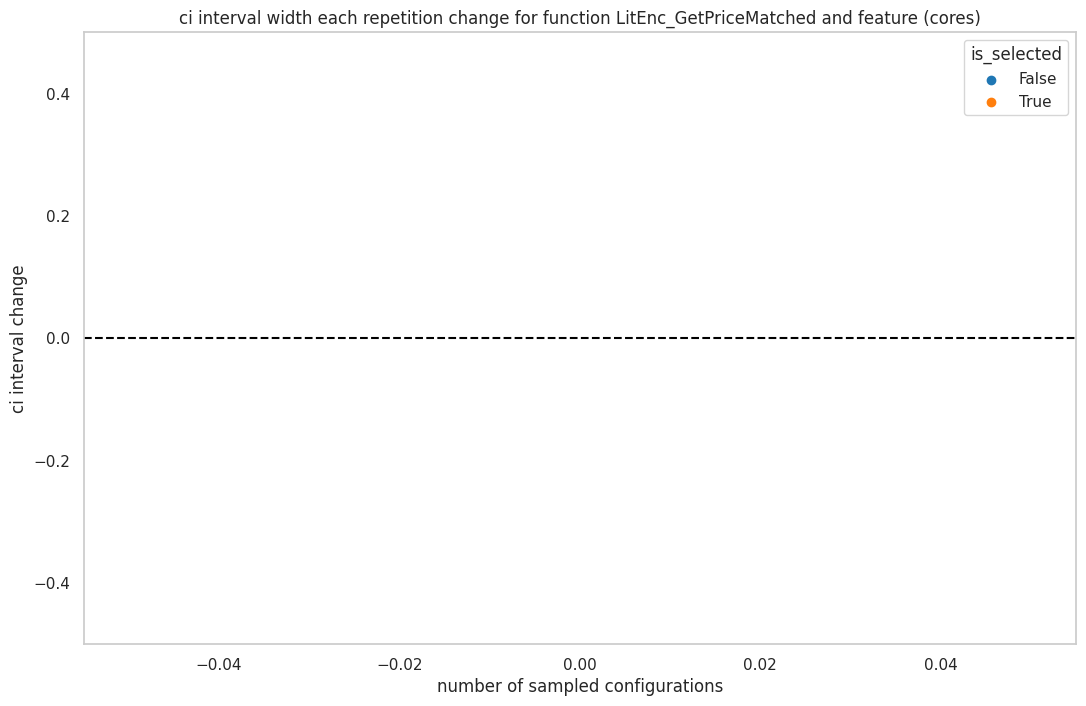 ci interval width each repetition change for function LitEnc_GetPriceMatched and feature (cores)
is_selected
False
True
0.4
0.2
0.0
−0.2
−0.4
ci interval change
−0.04
−0.02
0.00
0.02
0.04
number of sampled configurations